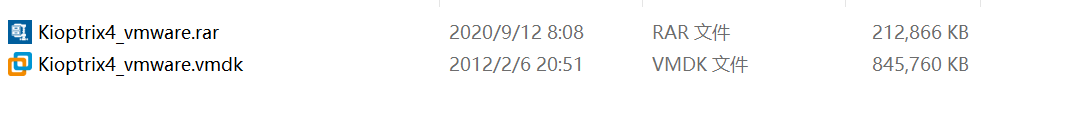 Kioptrix4_vmware.rar 2020/9/12 8:08 RAR 文件 212,866 KB
Kioptrix4_vmware.vmdk 2012/2/6 20:51 VMDK 文件 845,760 KB